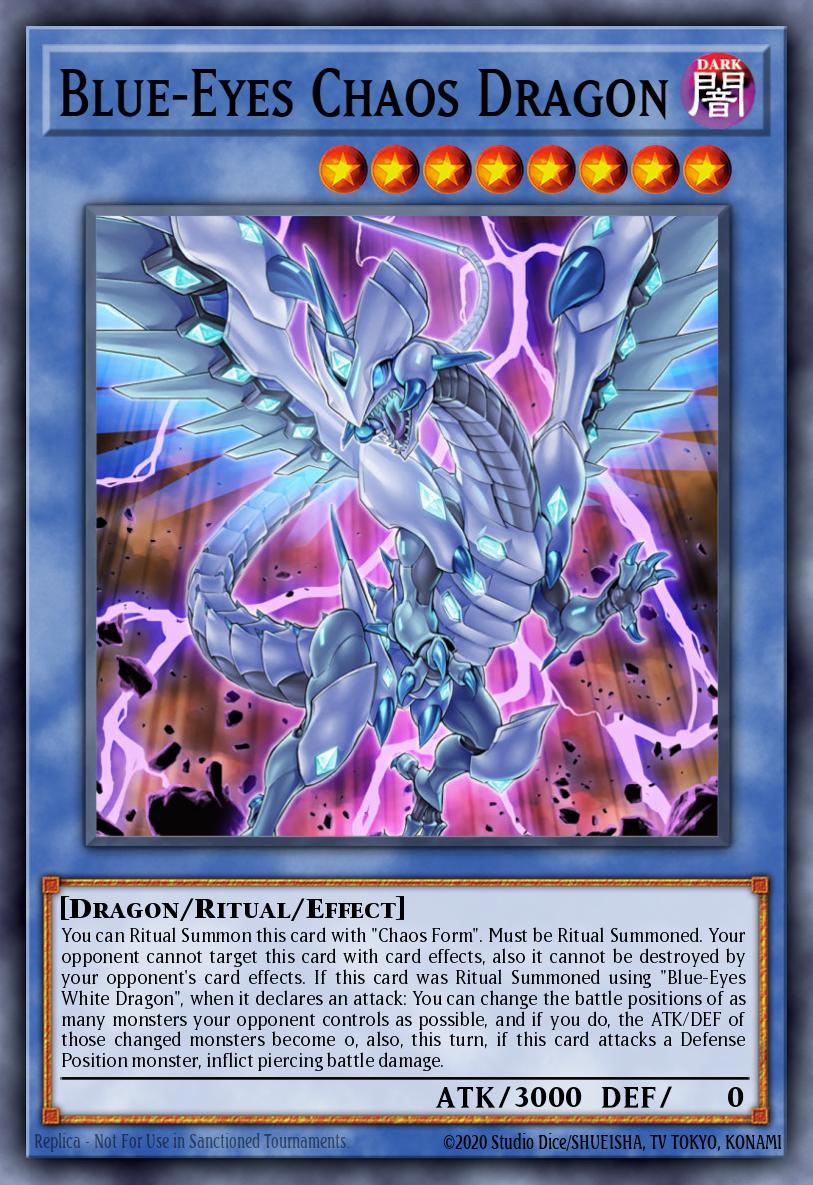 Blue-Eyes Chaos Dragon
DARK
闇
[Dragon/Ritual/Effect]
You can Ritual Summon this card with "Chaos Form". Must be Ritual Summoned. Your
opponent cannot target this card with card effects, also it cannot be destroyed by
your opponent's card effects. If this card was Ritual Summoned using "Blue-Eyes
White Dragon", when it declares an attack: You can change the battle positions of as
many monsters your opponent controls as possible, and if you do, the ATK/DEF of
those changed monsters become 0, also, this turn, if this card attacks a Defense
Position monster, inflict piercing battle damage.
ATK/3000 DEF/ 0
Replica - Not For Use in Sanctioned Tournaments. ©2020 Studio Dice/SHUEISHA, TV TOKYO, KONAMI